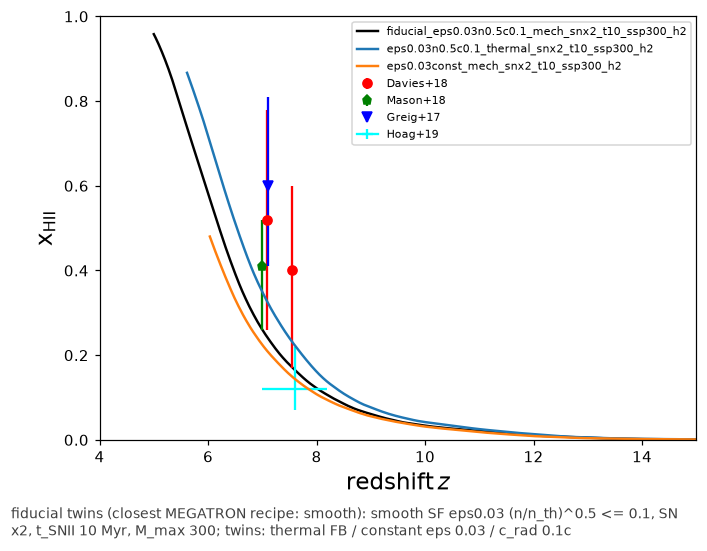 1.0
0.8
0.6
0.4
0.2
0.0
xHII
4
6
8
10
12
14
redshift z
fiducial_eps0.03n0.5c0.1_mech_snx2_t10_ssp300_h2
eps0.03n0.5c0.1_thermal_snx2_t10_ssp300_h2
eps0.03const_mech_snx2_t10_ssp300_h2
Davies+18
Mason+18
Greig+17
Hoag+19
fiducial twins (closest MEGATRON recipe: smooth): smooth SF eps0.03 (n/n_th)^0.5 <= 0.1, SN
x2, t_SNII 10 Myr, M_max 300; twins: thermal FB / constant eps 0.03 / c_rad 0.1c